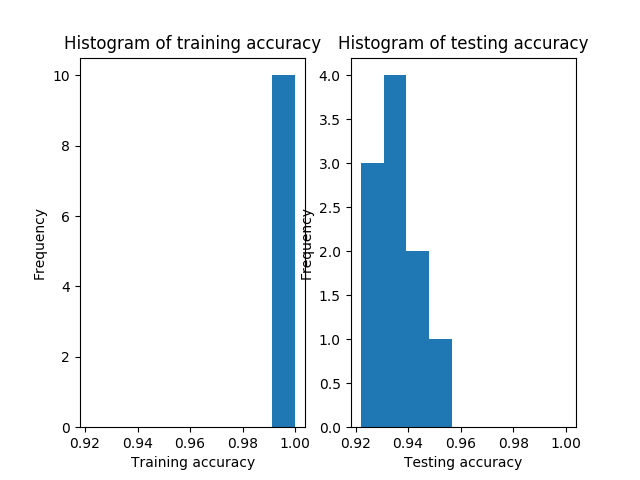 Histogram of training accuracy
10
8
6
4
2
0
Frequency
0.92 0.94 0.96 0.98 1.00
Training accuracy
Histogram of testing accuracy
4.0
3.5
3.0
2.5
2.0
1.5
1.0
0.5
0.0
Frequency
0.92 0.94 0.96 0.98 1.00
Testing accuracy